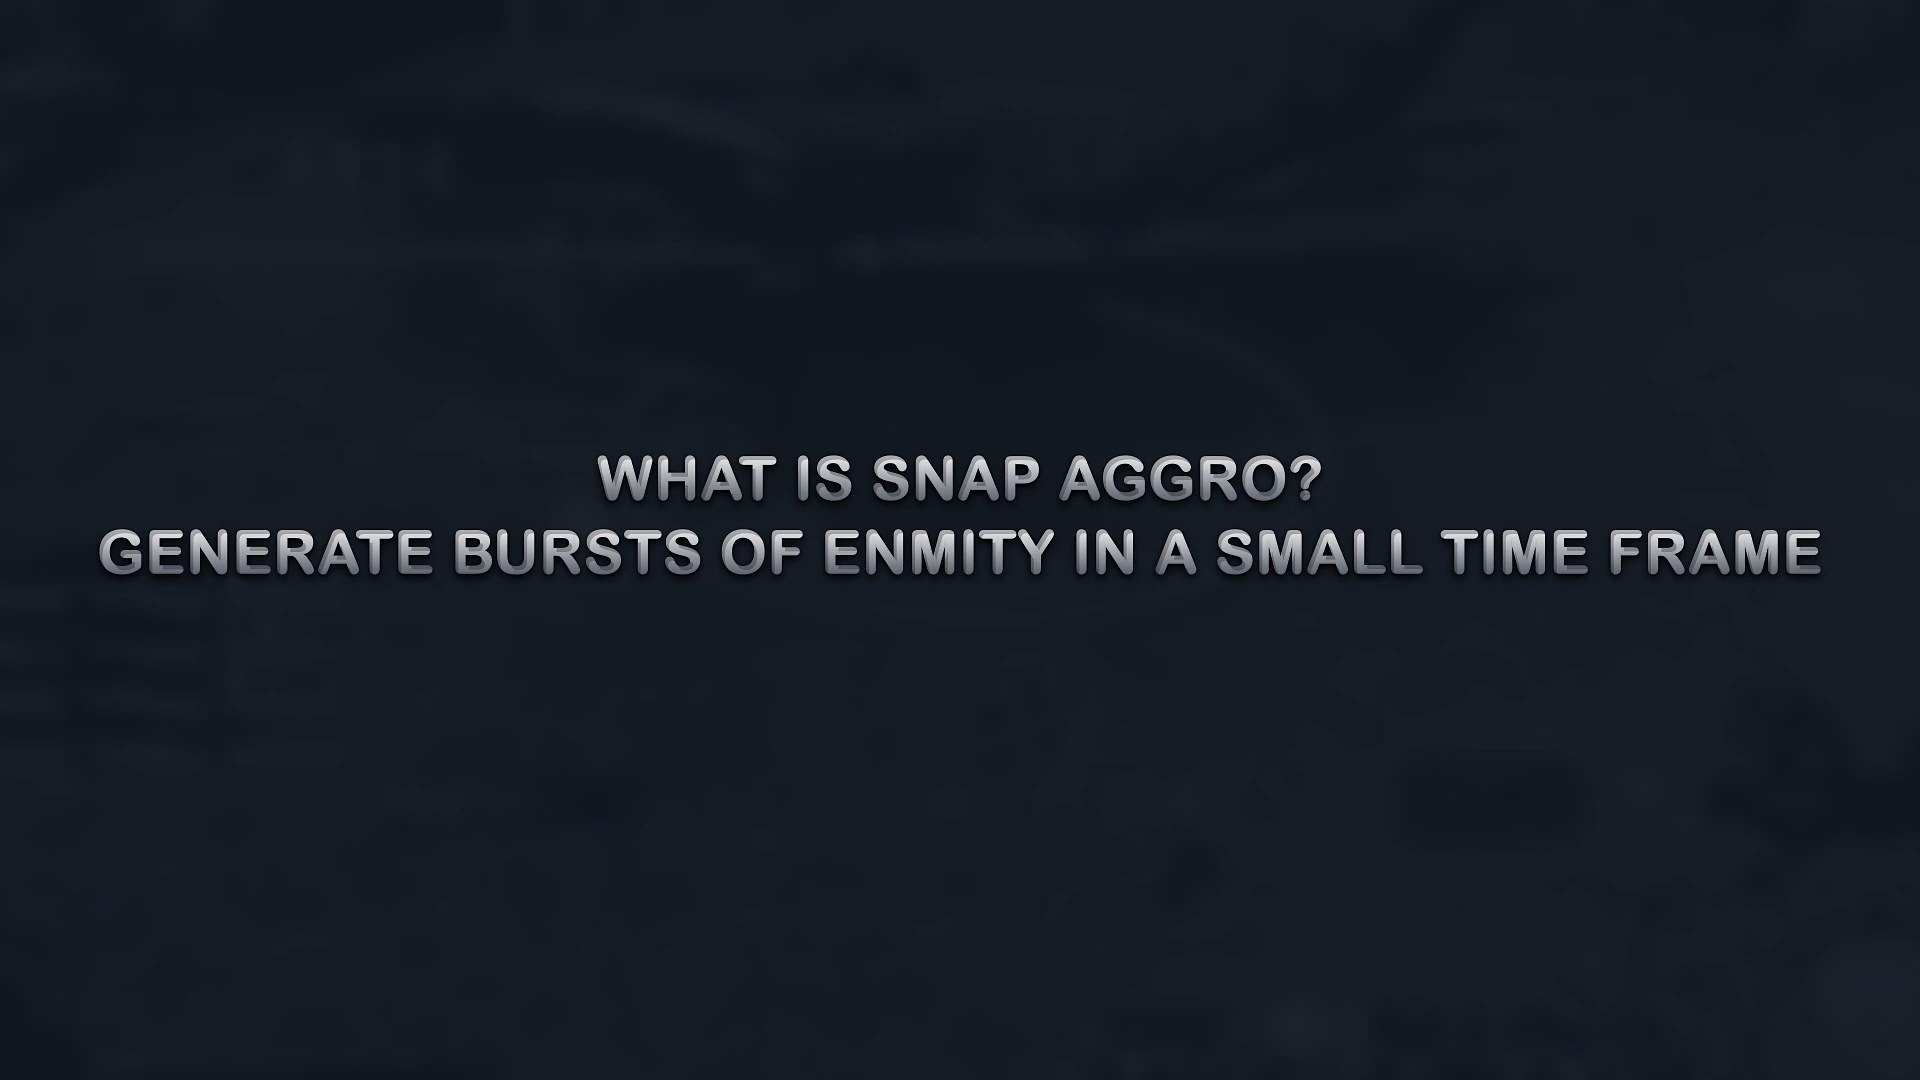 WHAT IS SNAP AGGRO?
GENERATE BURSTS OF ENMITY IN A SMALL TIME FRAME